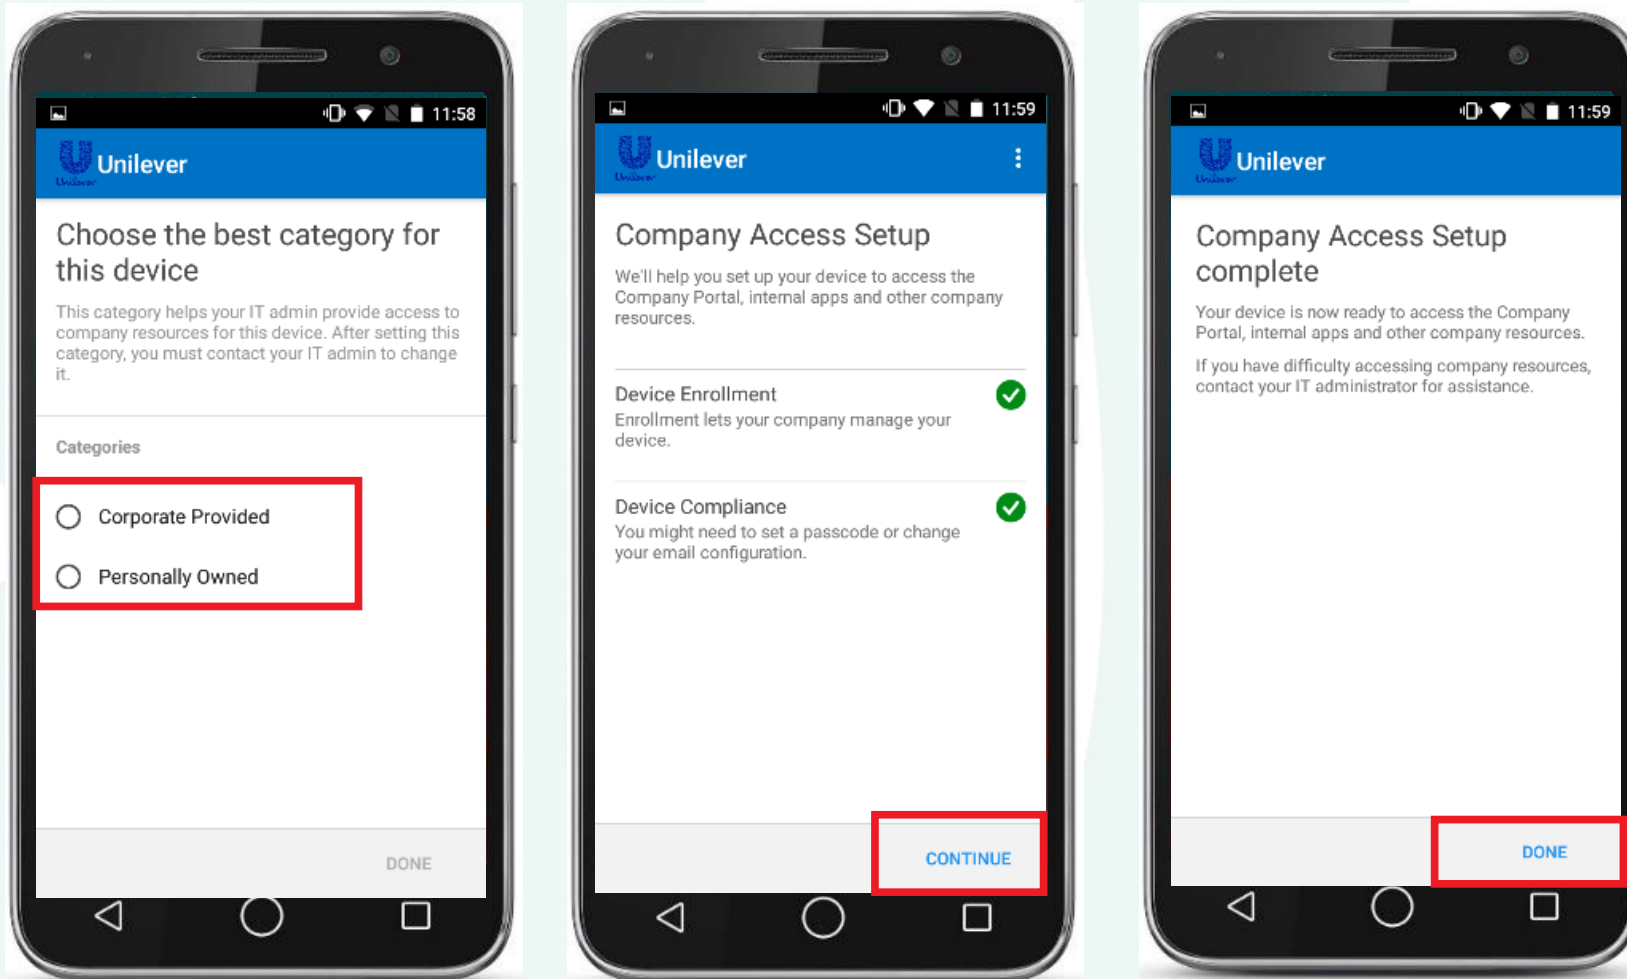 11:58
Unilever
Unilever
Choose the best category for
this device
This category helps your IT admin provide access to
company resources for this device. After setting this
category, you must contact your IT admin to change
it.
Categories
Corporate Provided
Personally Owned
DONE
11:59
Unilever
Unilever
Company Access Setup
We'll help you set up your device to access the
Company Portal, internal apps and other company
resources.
Device Enrollment
Enrollment lets your company manage your
device.
Device Compliance
You might need to set a passcode or change
your email configuration.
CONTINUE
11:59
Unilever
Unilever
Company Access Setup
complete
Your device is now ready to access the Company
Portal, internal apps and other company resources.
If you have difficulty accessing company resources,
contact your IT administrator for assistance.
DONE